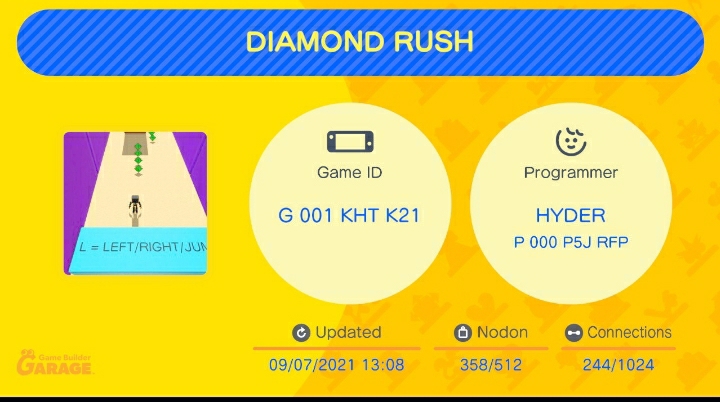 DIAMOND RUSH
L = LEFT/RIGHT/JUM
Game ID
G 001 KHT K21
Programmer
HYDER
P 000 P5J RFP
Updated
Nodon
Connections
09/07/2021 13:08
358/512
244/1024
Game Builder
GARAGE